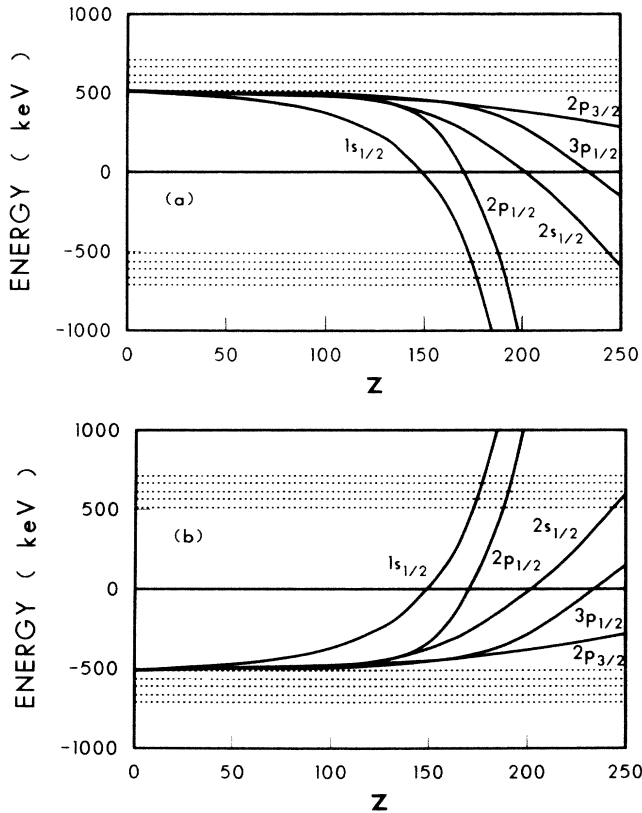 ENERGY ( keV )
1000
500
0
-500
-1000
0
50
100
150
200
250
Z
(a)
1s1/2
2p1/2
2s1/2
2p3/2
3p1/2
ENERGY ( keV )
1000
500
0
-500
-1000
0
50
100
150
200
250
Z
(b)
1s1/2
2p1/2
2s1/2
3p1/2
2p3/2